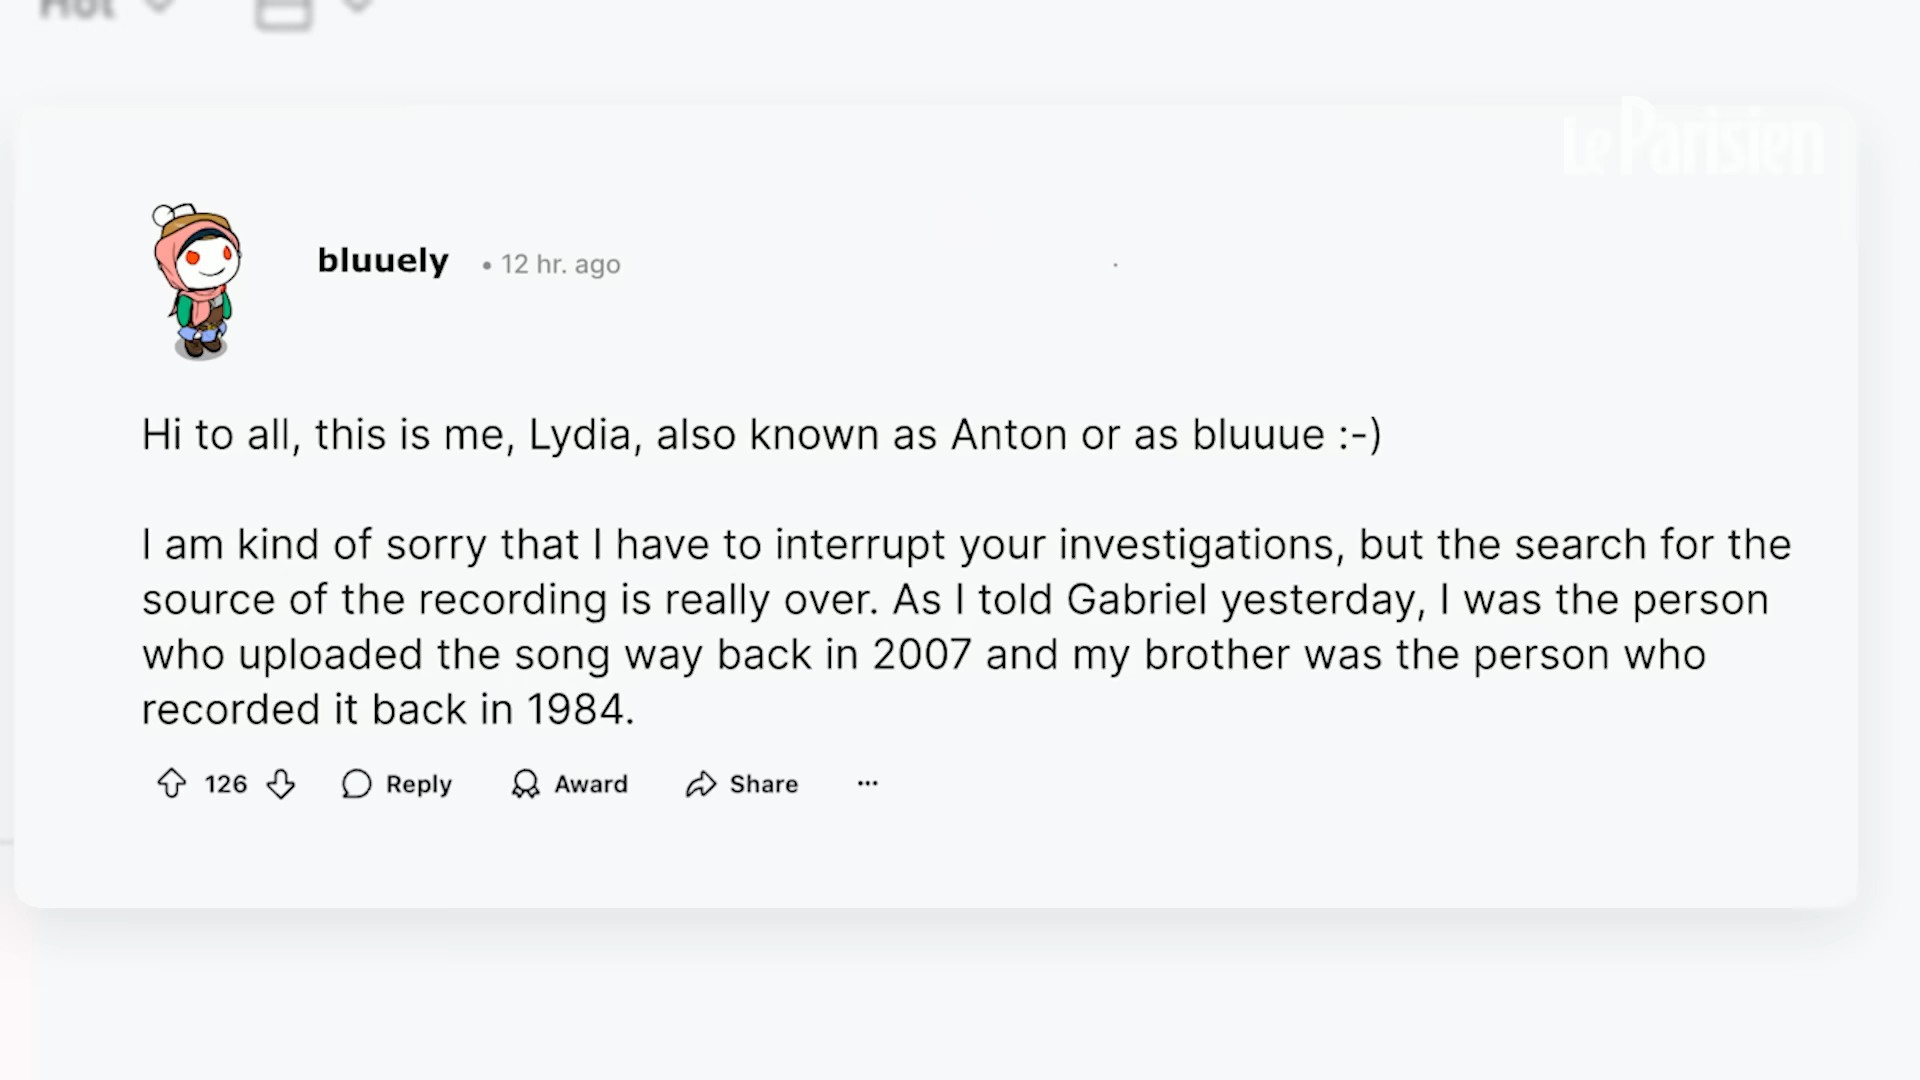 Hot
Le Parisien
bluuely • 12 hr. ago
Hi to all, this is me, Lydia, also known as Anton or as bluuue :-)
I am kind of sorry that I have to interrupt your investigations, but the search for the
source of the recording is really over. As I told Gabriel yesterday, I was the person
who uploaded the song way back in 2007 and my brother was the person who
recorded it back in 1984.
126 Reply Award Share ...